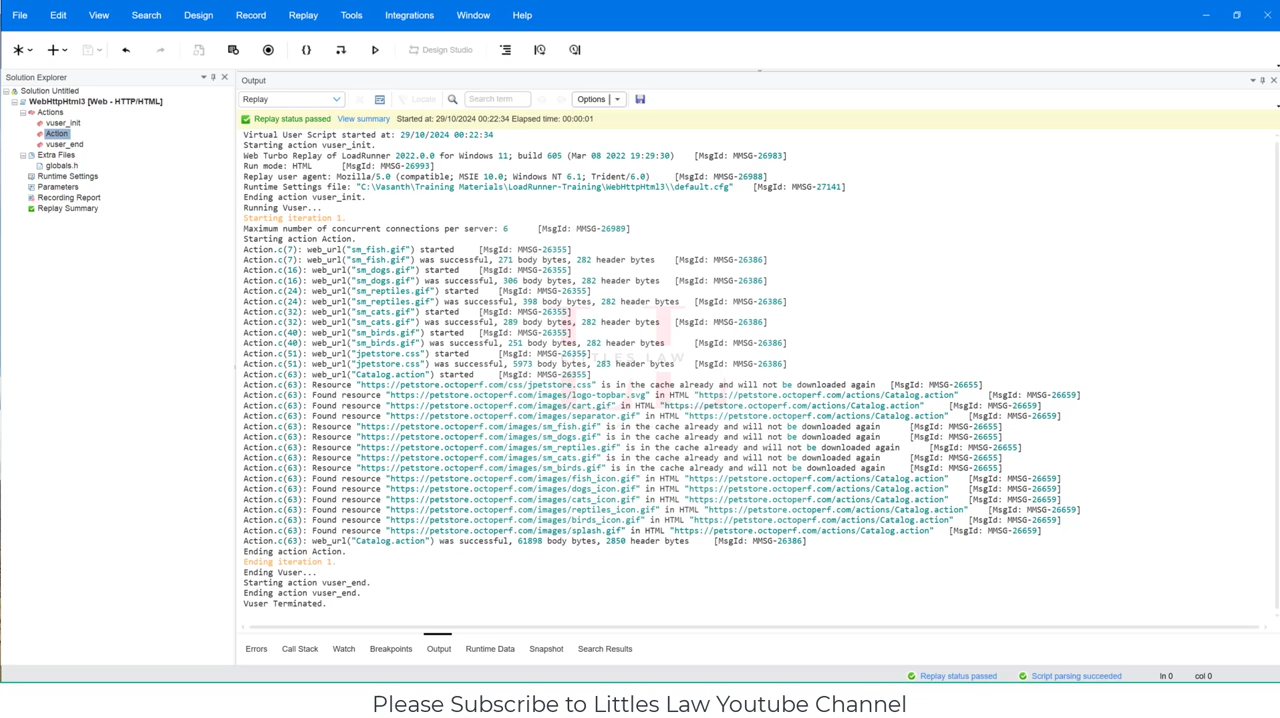 File Edit View Search Design Record Replay Tools Integrations Window Help
Design Studio
Solution Explorer
Solution Untitled
WebHttpHtml3 [Web - HTTP/HTML]
Actions
vuser_init
Action
vuser_end
Extra Files
globals.h
Runtime Settings
Parameters
Recording Report
Replay Summary
Output
Replay Locate Search term Options
Replay status passed View summary Started at: 29/10/2024 00:22:34 Elapsed time: 00:00:01
Virtual User Script started at: 29/10/2024 00:22:34
Starting action vuser_init.
Web Turbo Replay of LoadRunner 2022.0.0 for Windows 11; build 605 (Mar 08 2022 19:29:30) [MsgId: MMSG-26983]
Run mode: HTML [MsgId: MMSG-26993]
Replay user agent: Mozilla/5.0 (compatible; MSIE 10.0; Windows NT 6.1; Trident/6.0) [MsgId: MMSG-26988]
Runtime Settings file: "C:\Vasanth\Training Materials\LoadRunner-Training\WebHttpHtml3\\default.cfg" [MsgId: MMSG-27141]
Ending action vuser_init.
Running Vuser...
Starting iteration 1.
Maximum number of concurrent connections per server: 6 [MsgId: MMSG-26989]
Starting action Action.
Action.c(7): web_url("sm_fish.gif") started [MsgId: MMSG-26355]
Action.c(7): web_url("sm_fish.gif") was successful, 271 body bytes, 282 header bytes [MsgId: MMSG-26386]
Action.c(16): web_url("sm_dogs.gif") started [MsgId: MMSG-26355]
Action.c(16): web_url("sm_dogs.gif") was successful, 306 body bytes, 282 header bytes [MsgId: MMSG-26386]
Action.c(24): web_url("sm_reptiles.gif") started [MsgId: MMSG-26355]
Action.c(24): web_url("sm_reptiles.gif") was successful, 398 body bytes, 282 header bytes [MsgId: MMSG-26386]
Action.c(32): web_url("sm_cats.gif") started [MsgId: MMSG-26355]
Action.c(32): web_url("sm_cats.gif") was successful, 289 body bytes, 282 header bytes [MsgId: MMSG-26386]
Action.c(40): web_url("sm_birds.gif") started [MsgId: MMSG-26355]
Action.c(40): web_url("sm_birds.gif") was successful, 251 body bytes, 282 header bytes [MsgId: MMSG-26386]
Action.c(51): web_url("jpetstore.css") started [MsgId: MMSG-26355]
Action.c(51): web_url("jpetstore.css") was successful, 5973 body bytes, 283 header bytes [MsgId: MMSG-26386]
Action.c(63): web_url("Catalog.action") started [MsgId: MMSG-26355]
Action.c(63): Resource "https://petstore.octoperf.com/css/jpetstore.css" is in the cache already and will not be downloaded again [MsgId: MMSG-26655]
Action.c(63): Found resource "https://petstore.octoperf.com/images/logo-topbar.svg" in HTML "https://petstore.octoperf.com/actions/Catalog.action" [MsgId: MMSG-26659]
Action.c(63): Found resource "https://petstore.octoperf.com/images/cart.gif" in HTML "https://petstore.octoperf.com/actions/Catalog.action" [MsgId: MMSG-26659]
Action.c(63): Found resource "https://petstore.octoperf.com/images/separator.gif" in HTML "https://petstore.octoperf.com/actions/Catalog.action" [MsgId: MMSG-26659]
Action.c(63): Resource "https://petstore.octoperf.com/images/sm_fish.gif" is in the cache already and will not be downloaded again [MsgId: MMSG-26655]
Action.c(63): Resource "https://petstore.octoperf.com/images/sm_dogs.gif" is in the cache already and will not be downloaded again [MsgId: MMSG-26655]
Action.c(63): Resource "https://petstore.octoperf.com/images/sm_reptiles.gif" is in the cache already and will not be downloaded again [MsgId: MMSG-26655]
Action.c(63): Resource "https://petstore.octoperf.com/images/sm_cats.gif" is in the cache already and will not be downloaded again [MsgId: MMSG-26655]
Action.c(63): Resource "https://petstore.octoperf.com/images/sm_birds.gif" is in the cache already and will not be downloaded again [MsgId: MMSG-26655]
Action.c(63): Found resource "https://petstore.octoperf.com/images/fish_icon.gif" in HTML "https://petstore.octoperf.com/actions/Catalog.action" [MsgId: MMSG-26659]
Action.c(63): Found resource "https://petstore.octoperf.com/images/dogs_icon.gif" in HTML "https://petstore.octoperf.com/actions/Catalog.action" [MsgId: MMSG-26659]
Action.c(63): Found resource "https://petstore.octoperf.com/images/cats_icon.gif" in HTML "https://petstore.octoperf.com/actions/Catalog.action" [MsgId: MMSG-26659]
Action.c(63): Found resource "https://petstore.octoperf.com/images/reptiles_icon.gif" in HTML "https://petstore.octoperf.com/actions/Catalog.action" [MsgId: MMSG-26659]
Action.c(63): Found resource "https://petstore.octoperf.com/images/birds_icon.gif" in HTML "https://petstore.octoperf.com/actions/Catalog.action" [MsgId: MMSG-26659]
Action.c(63): Found resource "https://petstore.octoperf.com/images/splash.gif" in HTML "https://petstore.octoperf.com/actions/Catalog.action" [MsgId: MMSG-26659]
Action.c(63): web_url("Catalog.action") was successful, 61898 body bytes, 2850 header bytes [MsgId: MMSG-26386]
Ending action Action.
Ending iteration 1.
Ending Vuser...
Starting action vuser_end.
Ending action vuser_end.
Vuser Terminated.
Errors Call Stack Watch Breakpoints Output Runtime Data Snapshot Search Results
Replay status passed Script parsing succeeded ln 0 col 0
Please Subscribe to Littles Law Youtube Channel